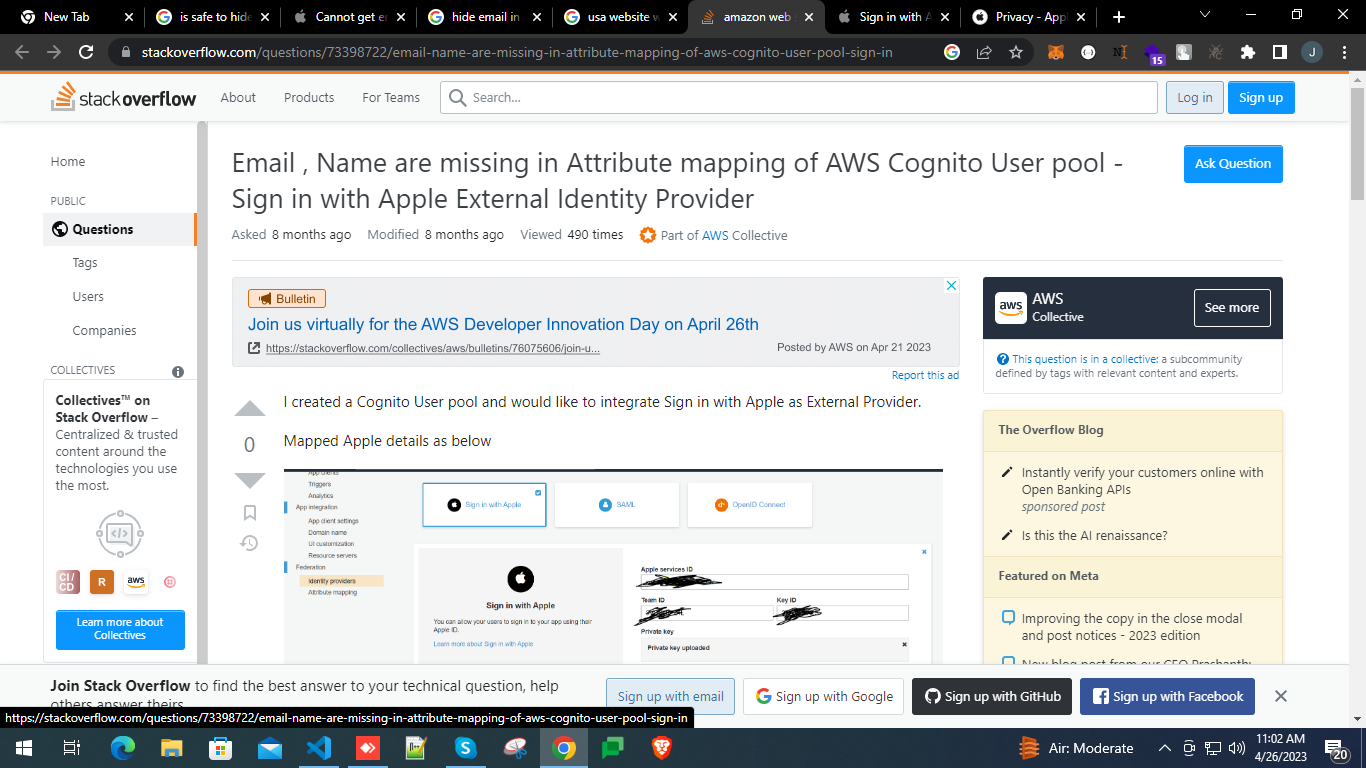 New Tab
is safe to hide
Cannot get e
hide email in
usa website w
amazon web
Sign in with A
Privacy - Appl
stackoverflow.com/questions/73398722/email-name-are-missing-in-attribute-mapping-of-aws-cognito-user-pool-sign-in
15
J
stackoverflow
About
Products
For Teams
Search...
Log in
Sign up
Home
PUBLIC
Questions
Tags
Users
Companies
COLLECTIVES
Collectives™ on
Stack Overflow –
Centralized & trusted
content around the
technologies you use
the most.
CI/
CD
R
aws
Learn more about
Collectives
Email , Name are missing in Attribute mapping of AWS Cognito User pool -
Sign in with Apple External Identity Provider
Ask Question
Asked 8 months ago
Modified 8 months ago
Viewed 490 times
Part of AWS Collective
Bulletin
Join us virtually for the AWS Developer Innovation Day on April 26th
https://stackoverflow.com/collectives/aws/bulletins/76075606/join-u...
Posted by AWS on Apr 21 2023
Report this ad
0
I created a Cognito User pool and would like to integrate Sign in with Apple as External Provider.
Mapped Apple details as below
App clients
Triggers
Analytics
App integration
App client settings
Domain name
UI customization
Resource servers
Federation
Identity providers
Attribute mapping
Sign in with Apple
SAML
OpenID Connect
Sign in with Apple
You can allow your users to sign in to your app using their
Apple ID.
Learn more about Sign in with Apple
Apple services ID
Team ID
Key ID
Private key
Private key uploaded
aws
AWS
Collective
See more
This question is in a collective: a subcommunity
defined by tags with relevant content and experts.
The Overflow Blog
Instantly verify your customers online with
Open Banking APIs
sponsored post
Is this the AI renaissance?
Featured on Meta
Improving the copy in the close modal
and post notices - 2023 edition
New blog post from our CEO Prashanth:
Join Stack Overflow to find the best answer to your technical question, help
others answer theirs.
Sign up with email
Sign up with Google
Sign up with GitHub
Sign up with Facebook
https://stackoverflow.com/questions/73398722/email-name-are-missing-in-attribute-mapping-of-aws-cognito-user-pool-sign-in
Air: Moderate
11:02 AM
4/26/2023
20